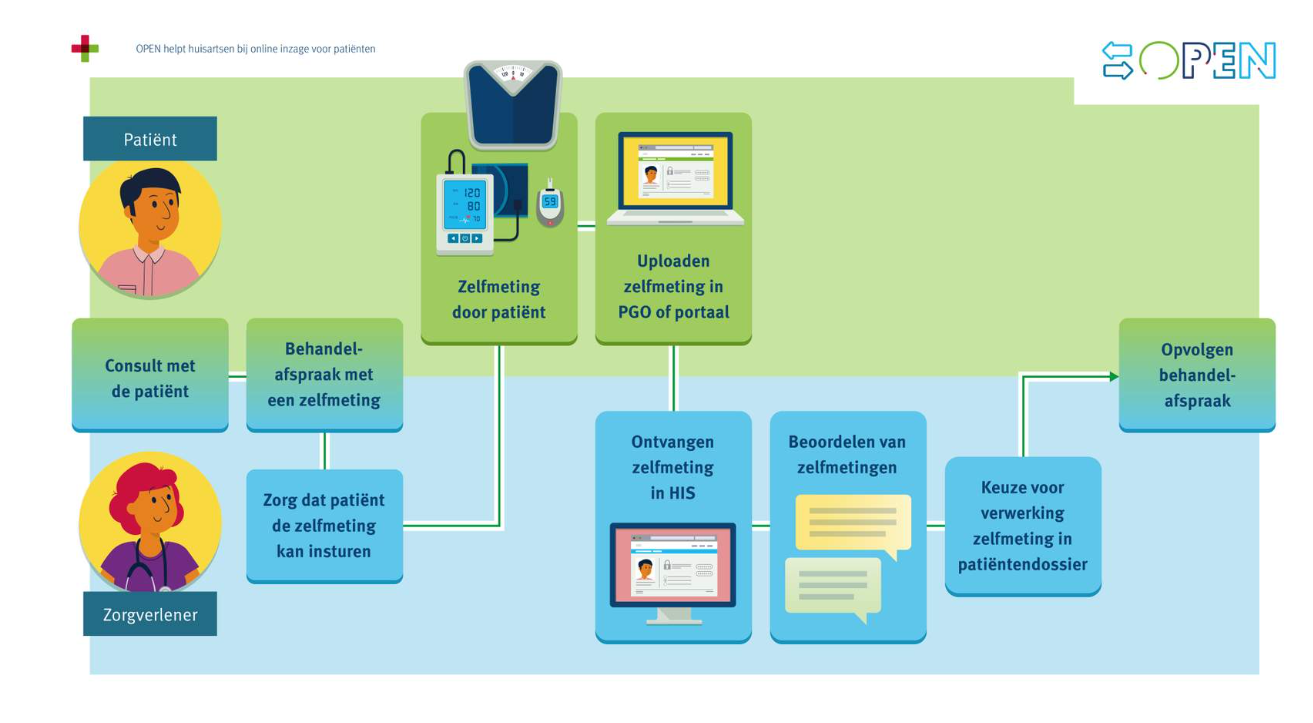 OPEN helpt huisartsen bij online inzage voor patiënten
OPEN
Patiënt
120
80
70
59
Zelfmeting
door patiënt
Uploaden
zelfmeting in
PGO of portaal
Consult met
de patiënt
Behandel-
afspraak met
een zelfmeting
Opvolgen
behandel-
afspraak
Zorg dat patiënt
de zelfmeting
kan insturen
Ontvangen
zelfmeting
in HIS
Beoordelen van
zelfmetingen
Keuze voor
verwerking
zelfmeting in
patiëntendossier
Zorgverlener